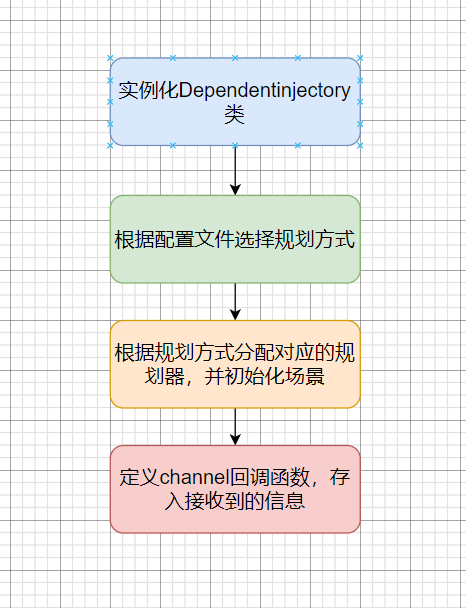 实例化Dependentinjectory
类
根据配置文件选择规划方式
根据规划方式分配对应的规
划器，并初始化场景
定义channel回调函数，存
入接收到的信息